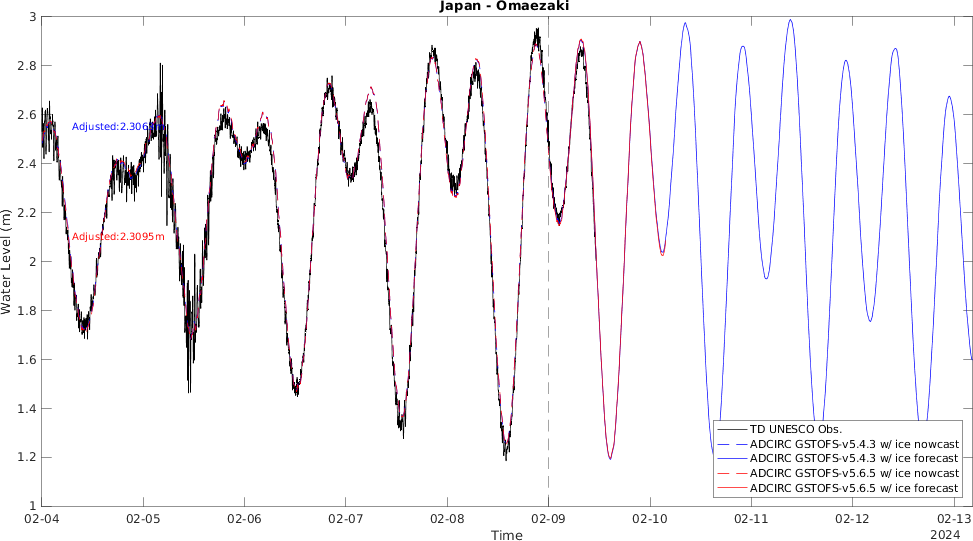 Japan - Omaezaki
3
2.8
2.6
2.4
2.2
2
1.8
1.6
1.4
1.2
1
Water Level (m)
Adjusted:2.306
Adjusted:2.3095m
TD UNESCO Obs.
ADCIRC GSTOFS-v5.4.3 w/ ice nowcast
ADCIRC GSTOFS-v5.4.3 w/ ice forecast
ADCIRC GSTOFS-v5.6.5 w/ ice nowcast
ADCIRC GSTOFS-v5.6.5 w/ ice forecast
02-04 02-05 02-06 02-07 02-08 02-09 02-10 02-11 02-12 02-13
Time
2024